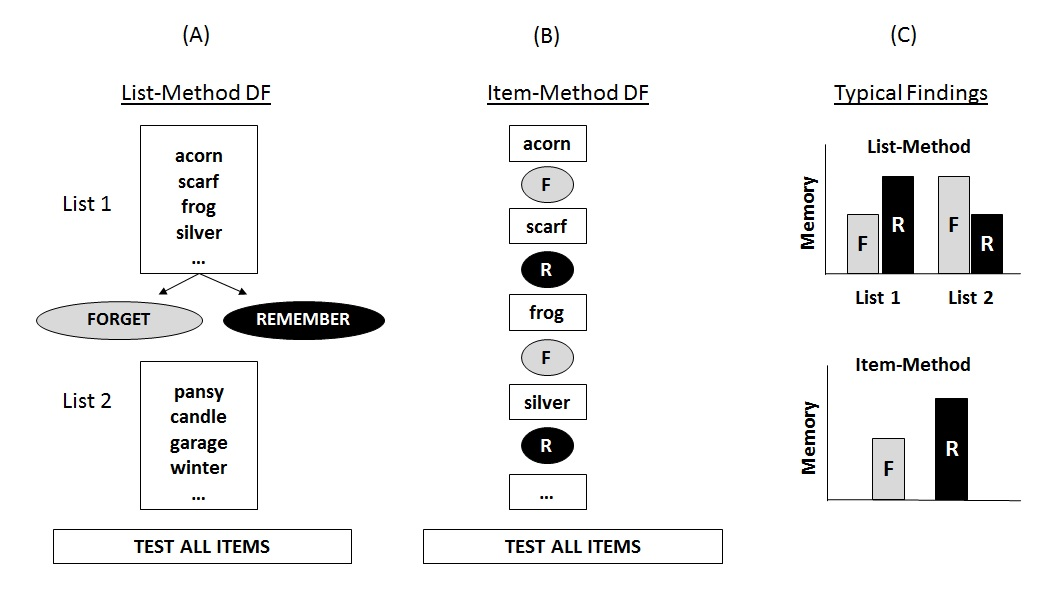 (A)
List-Method DF
List 1
acorn
scarf
frog
silver
...
FORGET
REMEMBER
List 2
pansy
candle
garage
winter
...
TEST ALL ITEMS
(B)
Item-Method DF
acorn
F
scarf
R
frog
F
silver
R
...
TEST ALL ITEMS
(C)
Typical Findings
List-Method
Memory
F
R
F
R
List 1
List 2
Item-Method
Memory
F
R